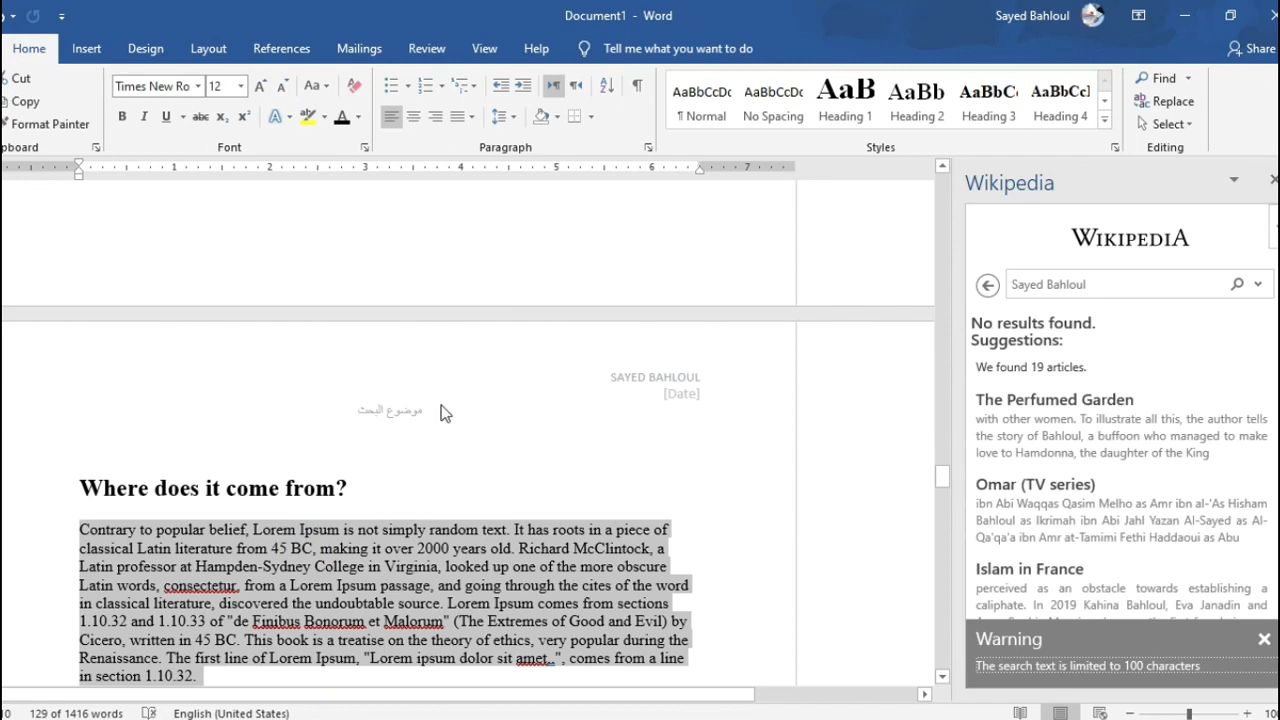 Document1 - Word
Sayed Bahloul
Home Insert Design Layout References Mailings Review View Help Tell me what you want to do Share
Cut
Copy
Format Painter
pboard
Times New Ro 12
Font
Paragraph
AaBbCcDc AaBbCcDc AaB AaBb AaBbC AaBbCcI
¶ Normal No Spacing Heading 1 Heading 2 Heading 3 Heading 4
Styles
Find
Replace
Select
Editing
1 2 3 4 5 6 7
SAYED BAHLOUL
[Date]
موضوع البحث
Where does it come from?
Contrary to popular belief, Lorem Ipsum is not simply random text. It has roots in a piece of
classical Latin literature from 45 BC, making it over 2000 years old. Richard McClintock, a
Latin professor at Hampden-Sydney College in Virginia, looked up one of the more obscure
Latin words, consectetur, from a Lorem Ipsum passage, and going through the cites of the word
in classical literature, discovered the undoubtable source. Lorem Ipsum comes from sections
1.10.32 and 1.10.33 of "de Finibus Bonorum et Malorum" (The Extremes of Good and Evil) by
Cicero, written in 45 BC. This book is a treatise on the theory of ethics, very popular during the
Renaissance. The first line of Lorem Ipsum, "Lorem ipsum dolor sit amet..", comes from a line
in section 1.10.32.
Wikipedia
WIKIPEDIA
Sayed Bahloul
No results found.
Suggestions:
We found 19 articles.
The Perfumed Garden
with other women. To illustrate all this, the author tells
the story of Bahloul, a buffoon who managed to make
love to Hamdonna, the daughter of the King
Omar (TV series)
ibn Abi Waqqas Qasim Melho as Amr ibn al-'As Hisham
Bahloul as Ikrimah ibn Abi Jahl Yazan Al-Sayed as Al-
Qa'qa'a ibn Amr at-Tamimi Fethi Haddaoui as Abu
Islam in France
perceived as an obstacle towards establishing a
caliphate. In 2019 Kahina Bahloul, Eva Janadin and
Warning
The search text is limited to 100 characters
10 129 of 1416 words English (United States) 100